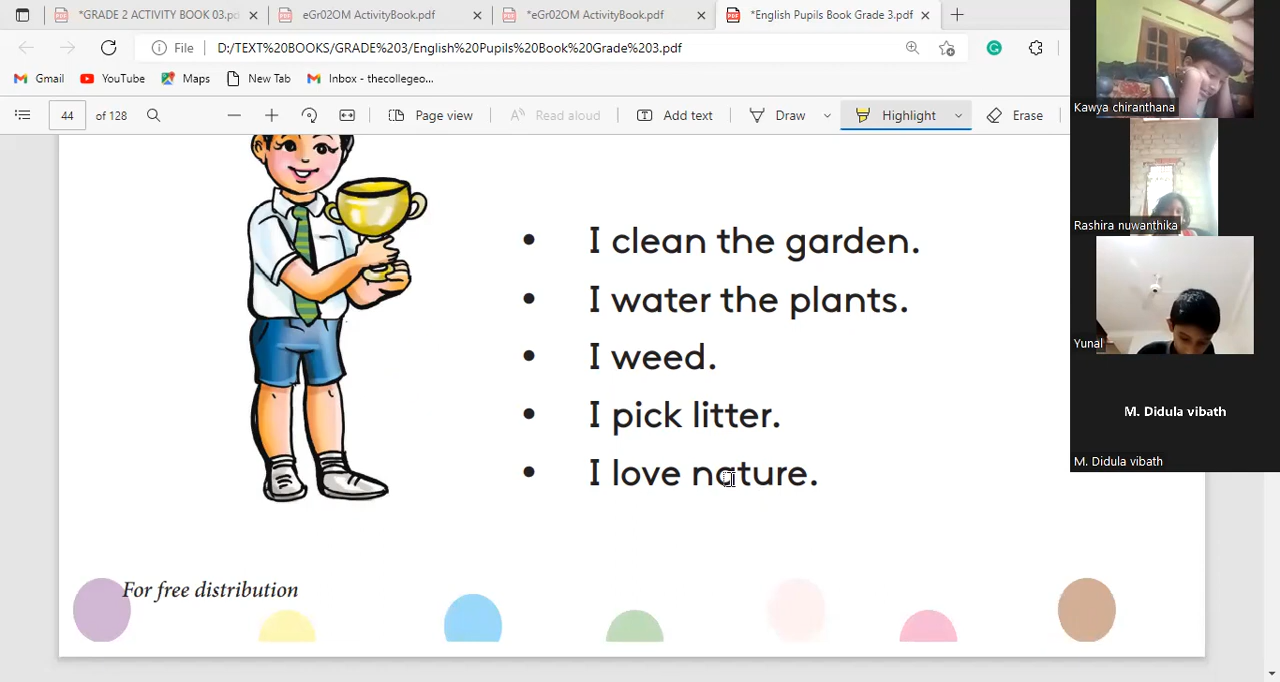 *GRADE 2 ACTIVITY BOOK 03.pd
eGr02OM ActivityBook.pdf
*eGr02OM ActivityBook.pdf
*English Pupils Book Grade 3.pdf
File
D:/TEXT%20BOOKS/GRADE%203/English%20Pupils%20Book%20Grade%203.pdf
Gmail
YouTube
Maps
New Tab
Inbox - thecollegeo...
44
of 128
Page view
Read aloud
Add text
Draw
Highlight
Erase
• I clean the garden.
• I water the plants.
• I weed.
• I pick litter.
• I love nature.
For free distribution
Kawya chiranthana
Rashira nuwanthika
Yunal
M. Didula vibath
M. Didula vibath